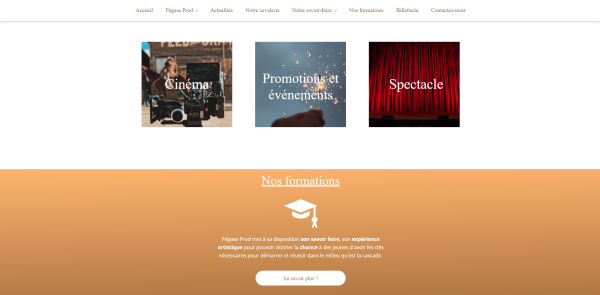 Accueil Pégase Prod Actualités Notre cavalerie Notre savoir-faire Nos formations Billetterie Contactez-nous
Cinéma
Promotions et
événements
Spectacle
Nos formations
Pégase Prod met à sa disposition son savoir faire, son expérience
artistique pour pouvoir donner la chance à des jeunes d'avoir les clés
nécessaires pour démarrer et réussir dans le milieu qu'est la cascade.
En savoir plus ?